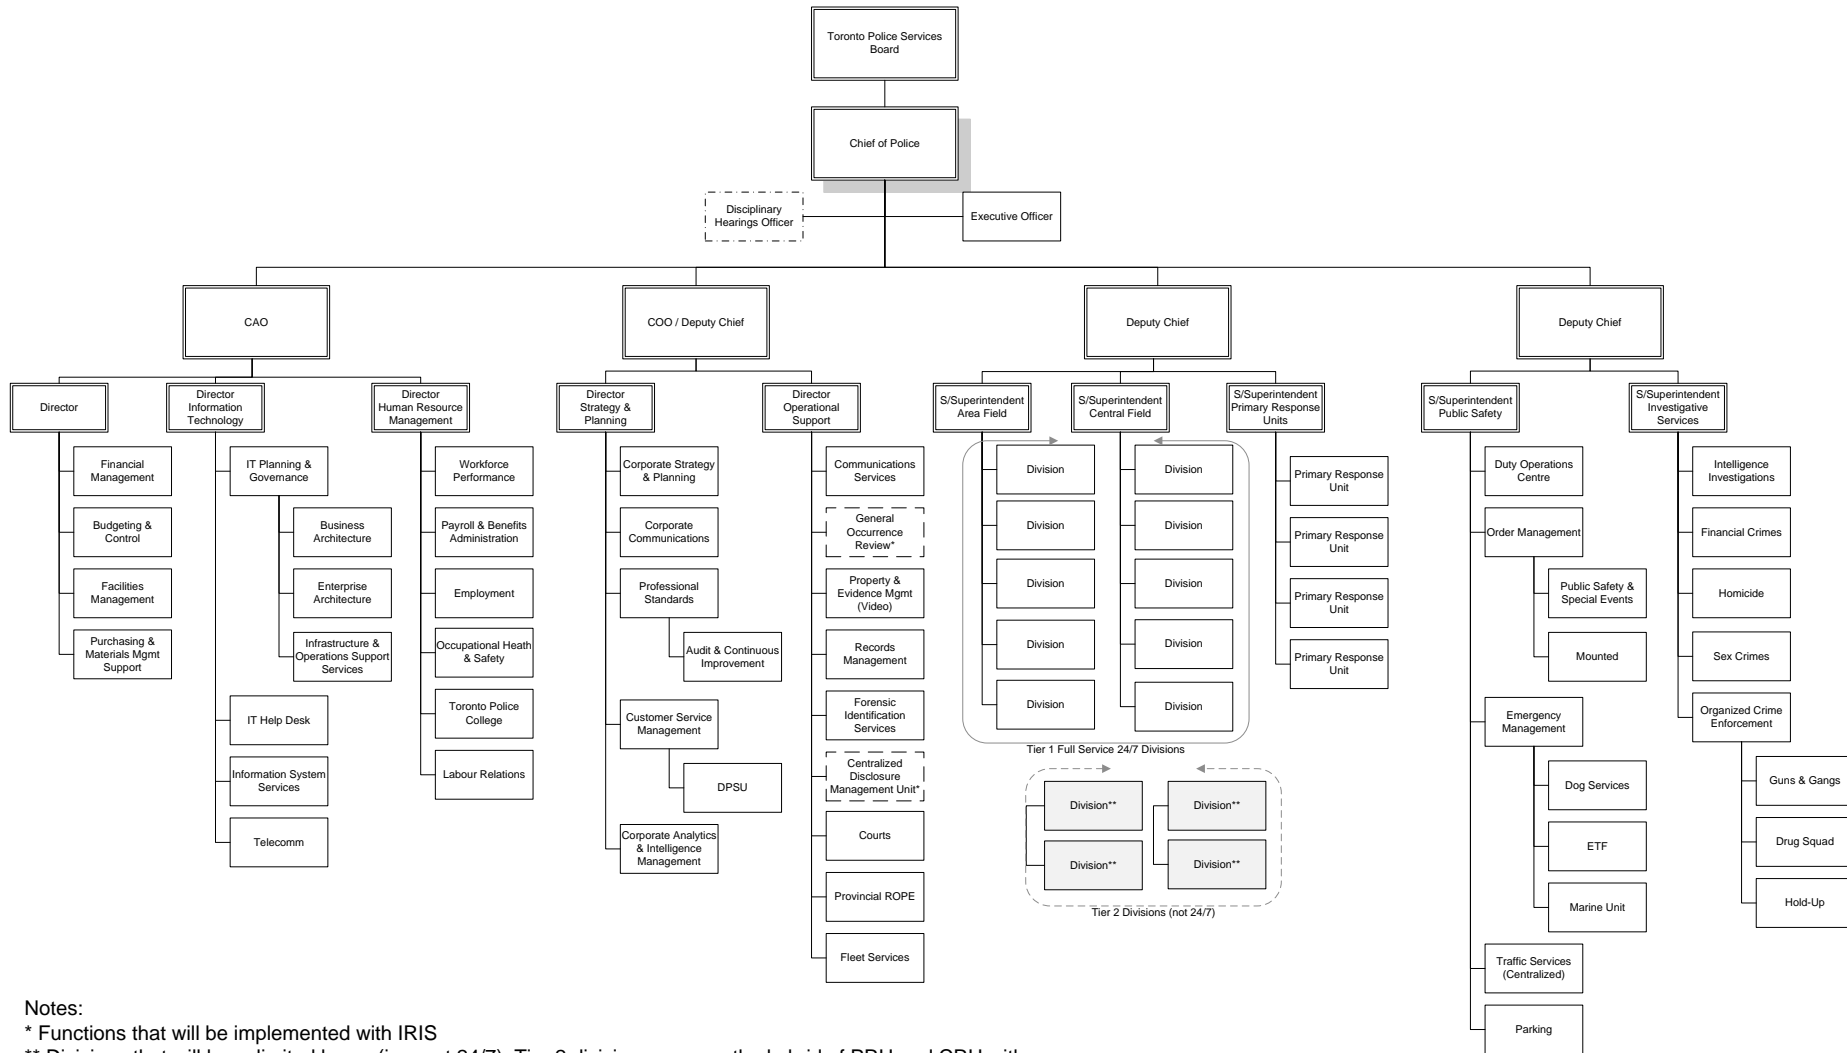 Toronto Police Services
Board
Chief of Police
Disciplinary
Hearings Officer
Executive Officer
CAO
COO / Deputy Chief
Deputy Chief
Deputy Chief
Director
Director
Information
Technology
Director
Human Resource
Management
Director
Strategy &
Planning
Director
Operational
Support
S/Superintendent
Area Field
S/Superintendent
Central Field
S/Superintendent
Primary Response
Units
S/Superintendent
Public Safety
S/Superintendent
Investigative
Services
Financial
Management
Budgeting &
Control
Facilities
Management
Purchasing &
Materials Mgmt
Support
IT Planning &
Governance
Business
Architecture
Enterprise
Architecture
Infrastructure &
Operations Support
Services
IT Help Desk
Information System
Services
Telecomm
Workforce
Performance
Payroll & Benefits
Administration
Employment
Occupational Heath
& Safety
Toronto Police
College
Labour Relations
Corporate Strategy
& Planning
Corporate
Communications
Professional
Standards
Audit & Continuous
Improvement
Customer Service
Management
DPSU
Corporate Analytics
& Intelligence
Management
Communications
Services
General
Occurrence
Review*
Property &
Evidence Mgmt
(Video)
Records
Management
Forensic
Identification
Services
Centralized
Disclosure
Management Unit*
Courts
Provincial ROPE
Fleet Services
Division
Division
Division
Division
Division
Division
Division
Division
Division
Division
Tier 1 Full Service 24/7 Divisions
Division**
Division**
Division**
Division**
Tier 2 Divisions (not 24/7)
Primary Response
Unit
Primary Response
Unit
Primary Response
Unit
Primary Response
Unit
Duty Operations
Centre
Order Management
Public Safety &
Special Events
Mounted
Emergency
Management
Dog Services
ETF
Marine Unit
Traffic Services
(Centralized)
Parking
Intelligence
Investigations
Financial Crimes
Homicide
Sex Crimes
Organized Crime
Enforcement
Guns & Gangs
Drug Squad
Hold-Up
Notes:
* Functions that will be implemented with IRIS